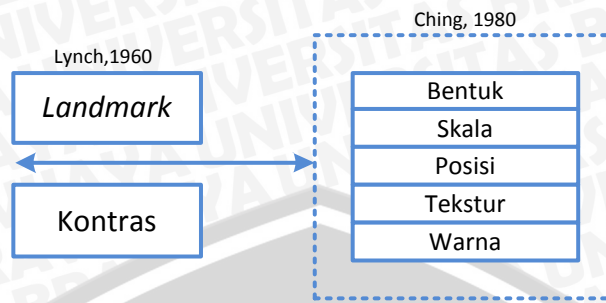 Ching, 1980
Lynch,1960
Landmark
Kontras
Bentuk
Skala
Posisi
Tekstur
Warna